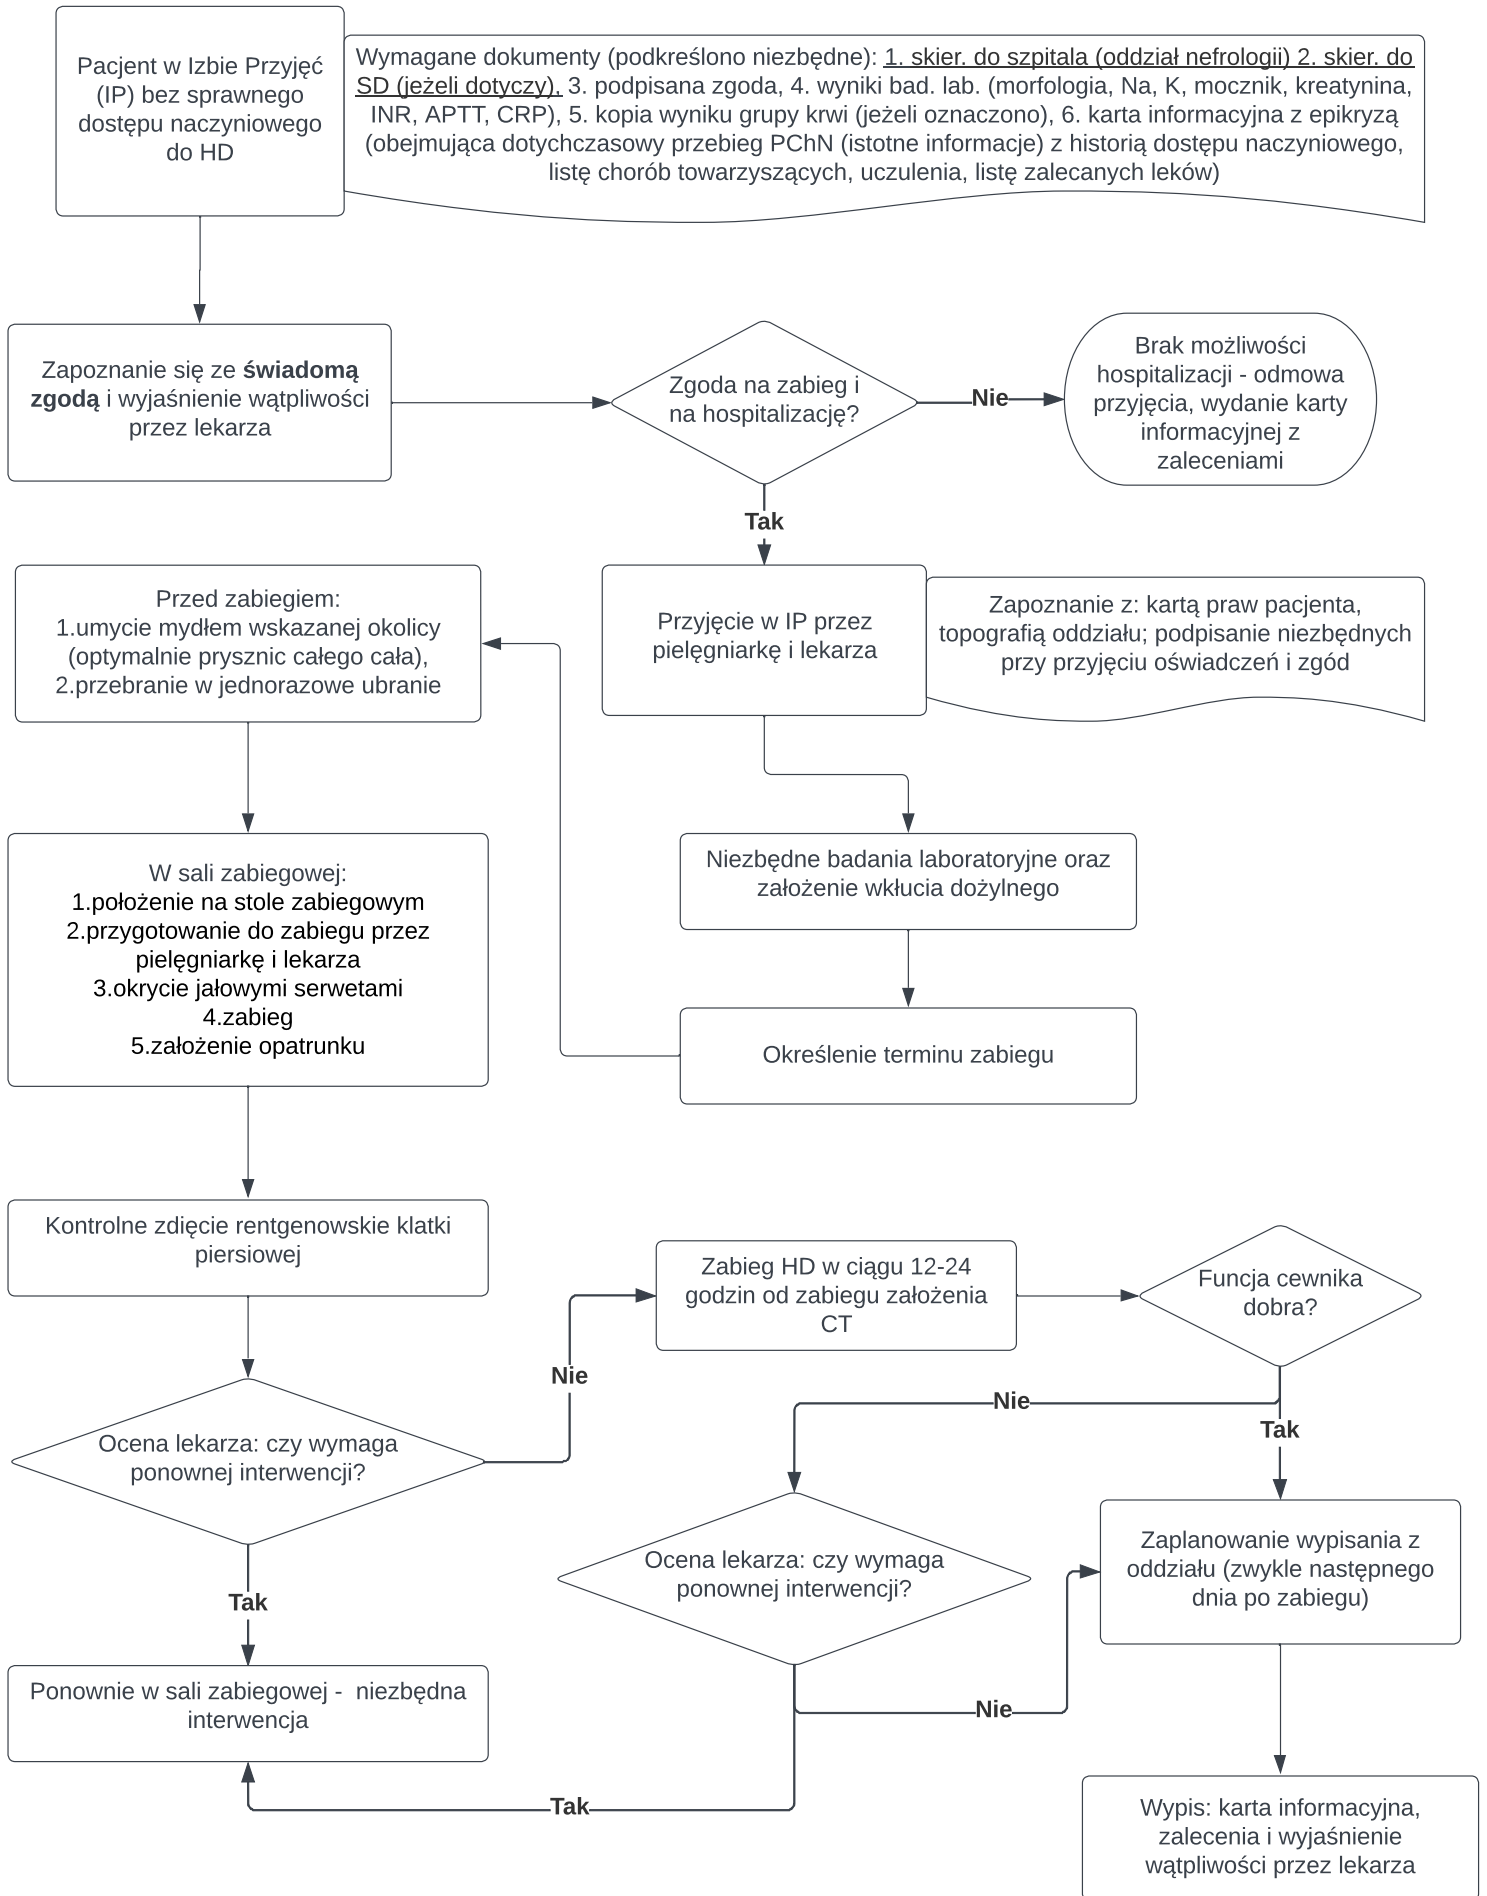 Pacjent w Izbie Przyjęć
(IP) bez sprawnego
dostępu naczyniowego
do HD
Wymagane dokumenty (podkreślono niezbędne): 1. skier. do szpitala (oddział nefrologii) 2. skier. do
SD (jeżeli dotyczy), 3. podpisana zgoda, 4. wyniki bad. lab. (morfologia, Na, K, mocznik, kreatynina,
INR, APTT, CRP), 5. kopia wyniku grupy krwi (jeżeli oznaczono), 6. karta informacyjna z epikryzą
(obejmująca dotychczasowy przebieg PChN (istotne informacje) z historią dostępu naczyniowego,
listę chorób towarzyszących, uczulenia, listę zalecanych leków)
Zapoznanie się ze świadomą
zgodą i wyjaśnienie wątpliwości
przez lekarza
Zgoda na zabieg i
na hospitalizację?
Nie
Brak możliwości
hospitalizacji - odmowa
przyjęcia, wydanie karty
informacyjnej z
zaleceniami
Tak
Przyjęcie w IP przez
pielęgniarkę i lekarza
Zapoznanie z: kartą praw pacjenta,
topografią oddziału; podpisanie niezbędnych
przy przyjęciu oświadczeń i zgód
Niezbędne badania laboratoryjne oraz
założenie wkłucia dożylnego
Określenie terminu zabiegu
Przed zabiegiem:
1.umycie mydłem wskazanej okolicy
(optymalnie prysznic całego cała),
2.przebranie w jednorazowe ubranie
W sali zabiegowej:
1.położenie na stole zabiegowym
2.przygotowanie do zabiegu przez
pielęgniarkę i lekarza
3.okrycie jałowymi serwetami
4.zabieg
5.założenie opatrunku
Kontrolne zdięcie rentgenowskie klatki
piersiowej
Ocena lekarza: czy wymaga
ponownej interwencji?
Nie
Zabieg HD w ciągu 12-24
godzin od zabiegu założenia
CT
Funcja cewnika
dobra?
Nie
Tak
Tak
Ocena lekarza: czy wymaga
ponownej interwencji?
Zaplanowanie wypisania z
oddziału (zwykle następnego
dnia po zabiegu)
Ponownie w sali zabiegowej - niezbędna
interwencja
Nie
Tak
Wypis: karta informacyjna,
zalecenia i wyjaśnienie
wątpliwości przez lekarza